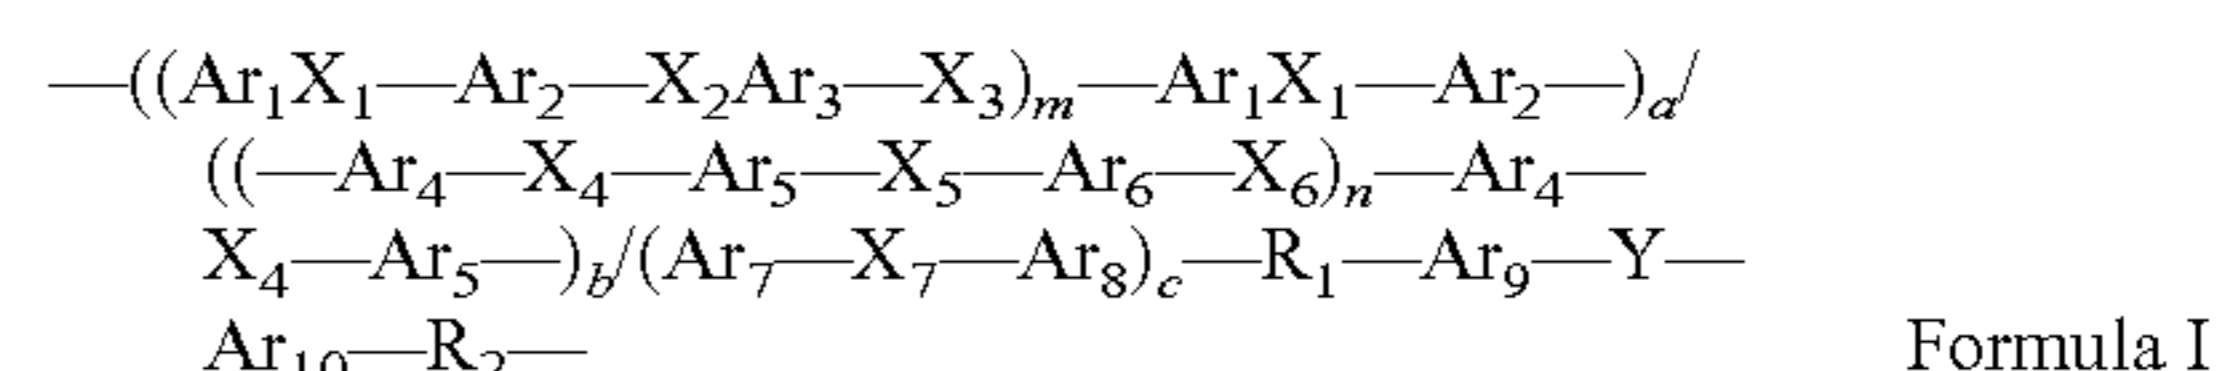 —((Ar₁X₁—Ar₂—X₂Ar₃—X₃)ₘ—Ar₁X₁—Ar₂—)ₐ/
((—Ar₄—X₄—Ar₅—X₅—Ar₆—X₆)ₙ—Ar₄—
X₄—Ar₅—)b/(Ar₇—X₇—Ar₈)c—R₁—Ar₉—Y—
Ar₁₀—R₂— Formula I